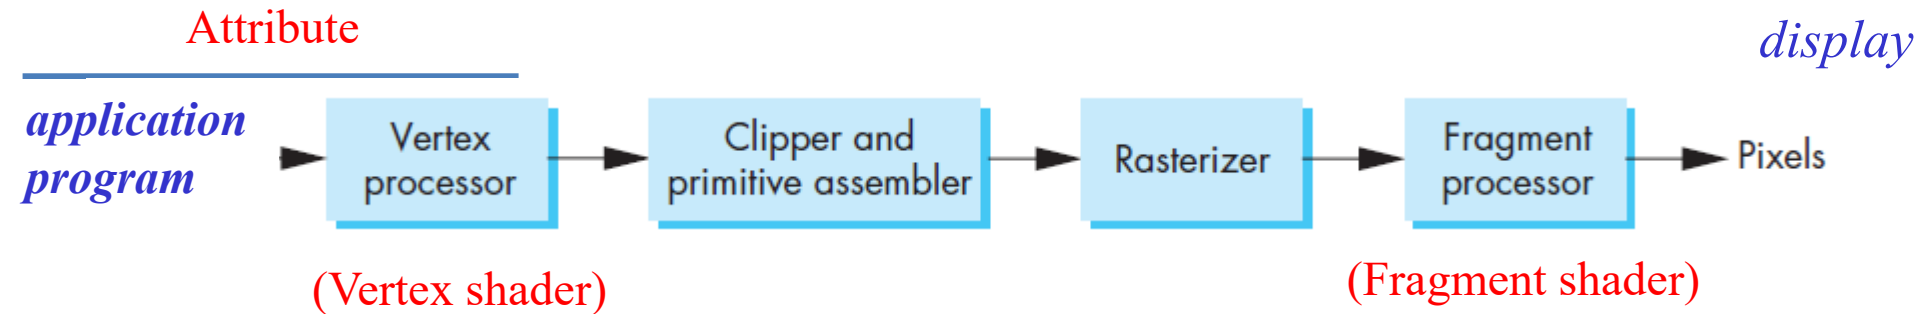 Attribute
display
application
program
Vertex
processor
Clipper and
primitive assembler
Rasterizer
Fragment
processor
Pixels
(Vertex shader)
(Fragment shader)